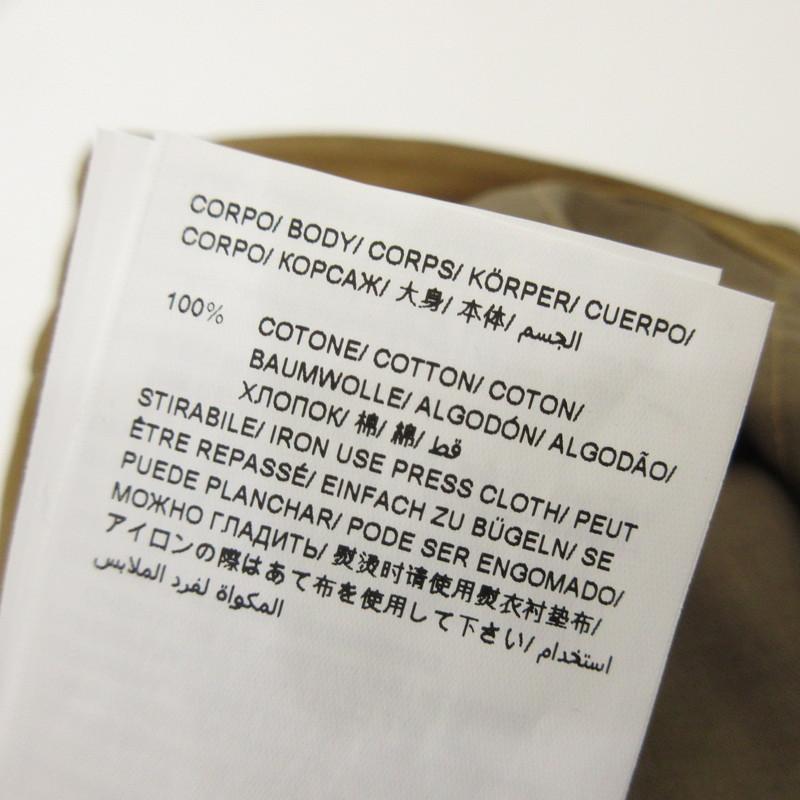 CORPO/ BODY/ CORPS/ KÖRPER/ CUERPO/
CORPO/ КОРСАЖ/ 大身/ 本体/ الجسم
100% COTONE/ COTTON/ COTON/
BAUMWOLLE/ ALGODÓN/ ALGODÃO/
ХЛОПОК/ 棉/ 綿/ قط
STIRABILE/ IRON USE PRESS CLOTH/ PEUT
ÊTRE REPASSÉ/ EINFACH ZU BÜGELN/ SE
PUEDE PLANCHAR/ PODE SER ENGOMADO/
МОЖНО ГЛАДИТЬ/ 熨烫时请使用熨衣衬垫布/
アイロンの際はあて布を使用して下さい/ استخدام
المكواة لفرد الملابس